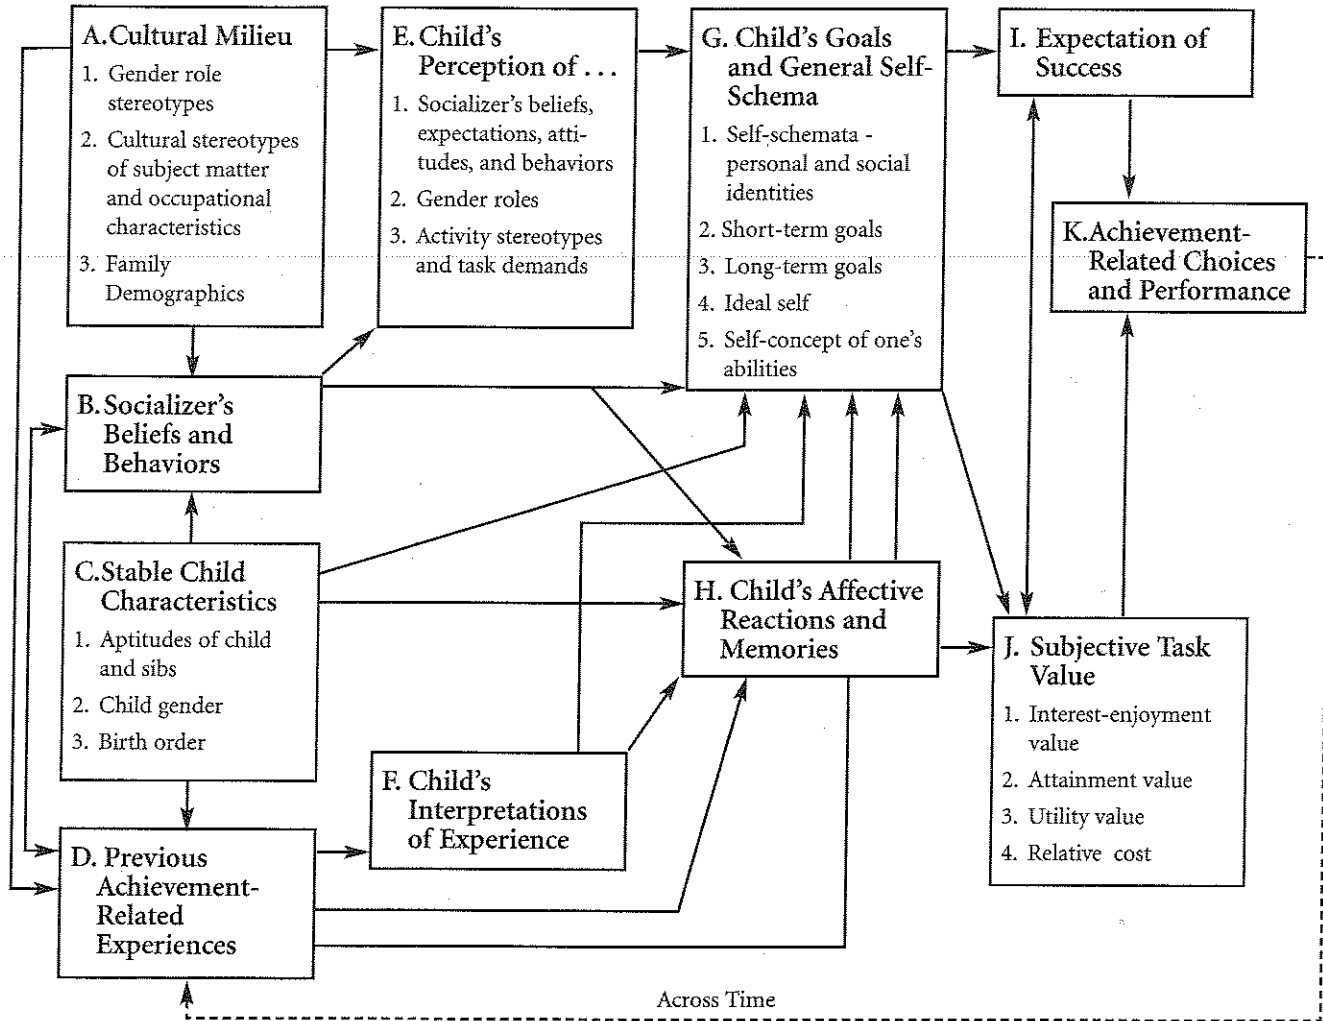 A. Cultural Milieu
1. Gender role
stereotypes
2. Cultural stereotypes
of subject matter
and occupational
characteristics
3. Family
Demographics
B. Socializer's
Beliefs and
Behaviors
C. Stable Child
Characteristics
1. Aptitudes of child
and sibs
2. Child gender
3. Birth order
D. Previous
Achievement-
Related
Experiences
E. Child's
Perception of . . .
1. Socializer's beliefs,
expectations, atti-
tudes, and behaviors
2. Gender roles
3. Activity stereotypes
and task demands
F. Child's
Interpretations
of Experience
G. Child's Goals
and General Self-
Schema
1. Self-schemata -
personal and social
identities
2. Short-term goals
3. Long-term goals
4. Ideal self
5. Self-concept of one's
abilities
H. Child's Affective
Reactions and
Memories
I. Expectation of
Success
J. Subjective Task
Value
1. Interest-enjoyment
value
2. Attainment value
3. Utility value
4. Relative cost
K. Achievement-
Related Choices
and Performance
Across Time